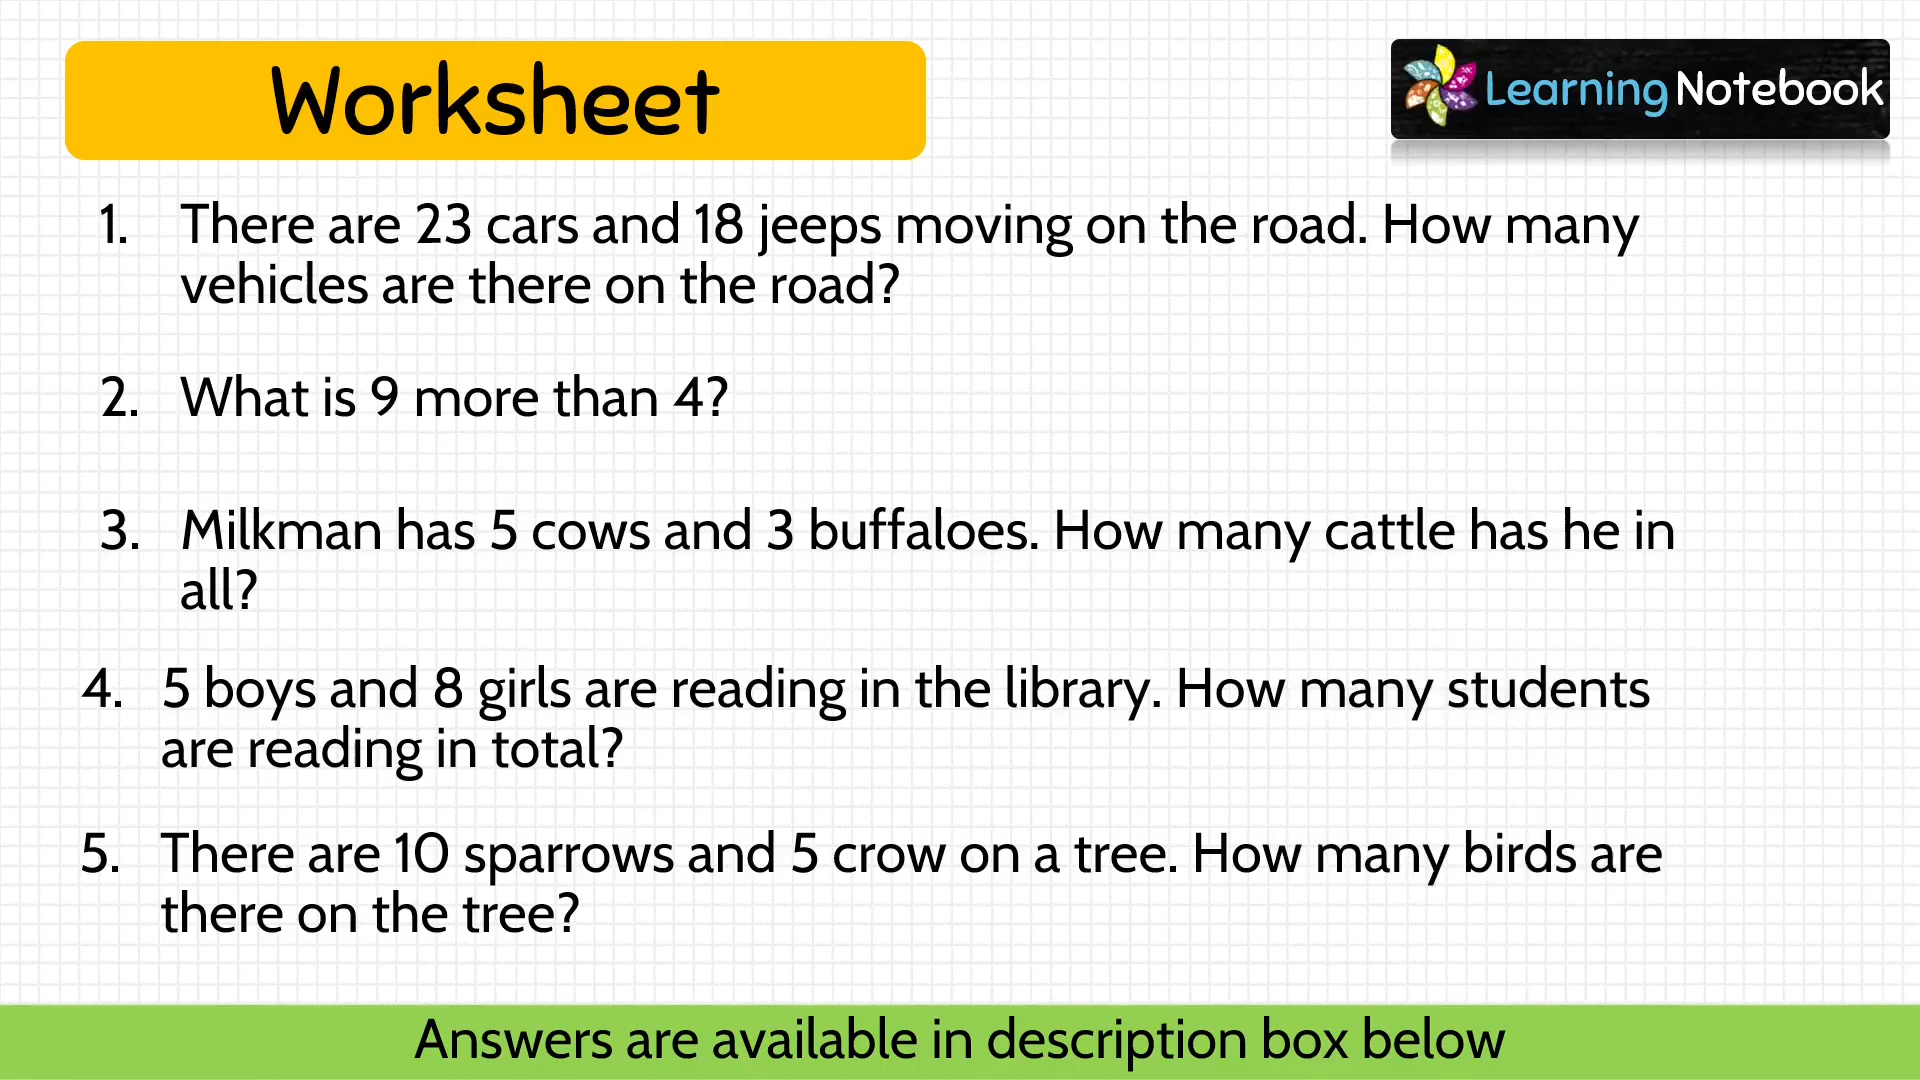 Worksheet
Learning Notebook
1. There are 23 cars and 18 jeeps moving on the road. How many
vehicles are there on the road?
2. What is 9 more than 4?
3. Milkman has 5 cows and 3 buffaloes. How many cattle has he in
all?
4. 5 boys and 8 girls are reading in the library. How many students
are reading in total?
5. There are 10 sparrows and 5 crow on a tree. How many birds are
there on the tree?
Answers are available in description box below